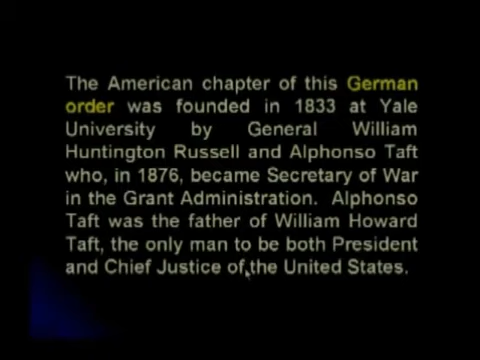 The American chapter of this German
order was founded in 1833 at Yale
University by General William
Huntington Russell and Alphonso Taft
who, in 1876, became Secretary of War
in the Grant Administration. Alphonso
Taft was the father of William Howard
Taft, the only man to be both President
and Chief Justice of the United States.